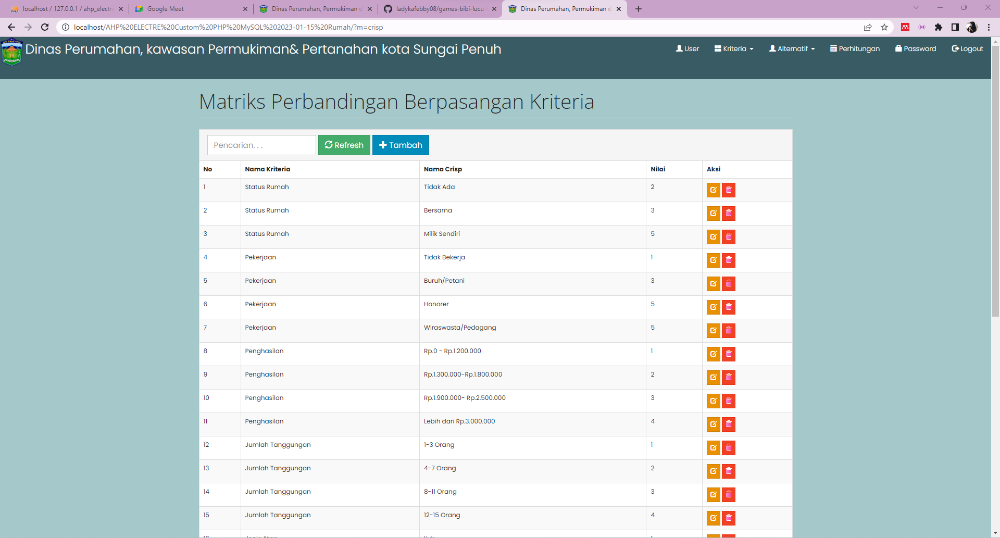 localhost / 127.0.0.1 / ahp_electre
Google Meet
Dinas Perumahan, Permukiman d
ladykafebby08/games-bibi-lucu-
Dinas Perumahan, Permukiman d
localhost/AHP%20ELECTRE%20Custom%20PHP%20MySQL%202023-01-15%20Rumah/?m=crisp
Dinas Perumahan, kawasan Permukiman& Pertanahan kota Sungai Penuh
User Kriteria Alternatif Perhitungan Password Logout
Matriks Perbandingan Berpasangan Kriteria
Pencarian. . . Refresh Tambah
No Nama Kriteria Nama Crisp Nilai Aksi
1 Status Rumah Tidak Ada 2
2 Status Rumah Bersama 3
3 Status Rumah Milik Sendiri 5
4 Pekerjaan Tidak Bekerja 1
5 Pekerjaan Buruh/Petani 3
6 Pekerjaan Honorer 5
7 Pekerjaan Wiraswasta/Pedagang 5
8 Penghasilan Rp.0 - Rp.1.200.000 1
9 Penghasilan Rp.1.300.000-Rp.1.800.000 2
10 Penghasilan Rp.1.900.000- Rp.2.500.000 3
11 Penghasilan Lebih dari Rp.3.000.000 4
12 Jumlah Tanggungan 1-3 Orang 1
13 Jumlah Tanggungan 4-7 Orang 2
14 Jumlah Tanggungan 8-11 Orang 3
15 Jumlah Tanggungan 12-15 Orang 4